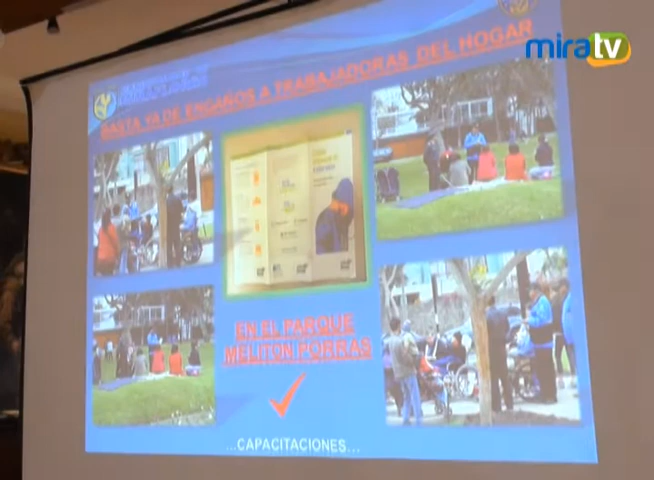 miratv
BASTA YA DE ENGAÑOS A TRABAJADORAS DEL HOGAR
EN EL PARQUE
MELITON PORRAS
...CAPACITACIONES...